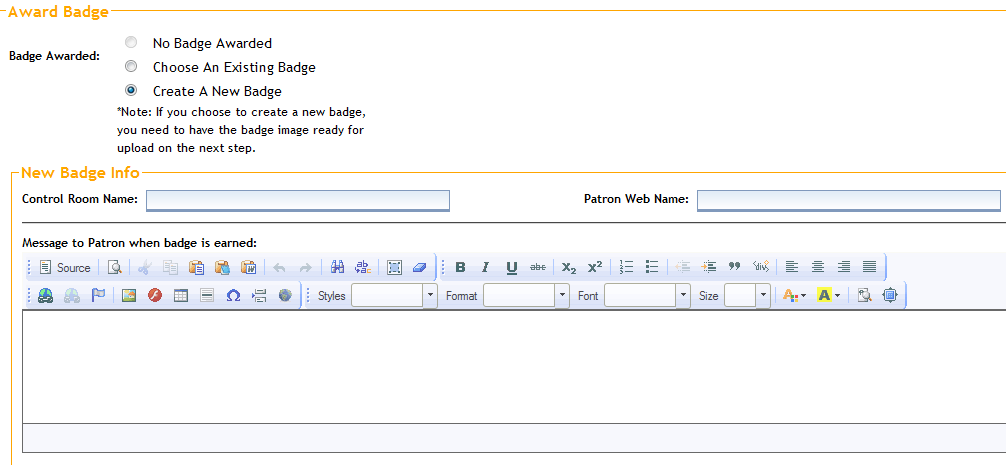 Award Badge
Badge Awarded:
No Badge Awarded
Choose An Existing Badge
Create A New Badge
*Note: If you choose to create a new badge,
you need to have the badge image ready for
upload on the next step.
New Badge Info
Control Room Name: Patron Web Name:
Message to Patron when badge is earned:
Source B I U abc X2 X2
Styles Format Font Size A A